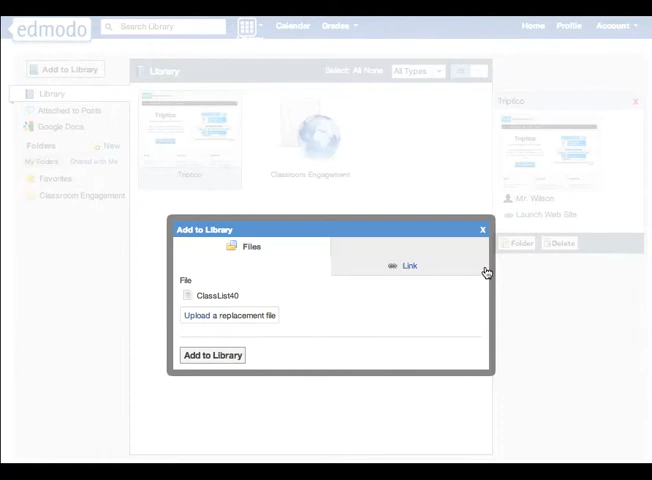 edmodo
Search Library
Calendar
Grades
Home
Profile
Account
Add to Library
Library
Attached to Posts
Google Docs
Folders
New
My Folders
Shared with Me
Favorites
Classroom Engagement
Library
Select: All None
All Types
Triptico
Triptico
Classroom Engagement
Triptico
X
Triptico
Mr. Wilson
Launch Web Site
Folder
Delete
Add to Library
X
Files
Link
File
ClassList40
Upload a replacement file
Add to Library